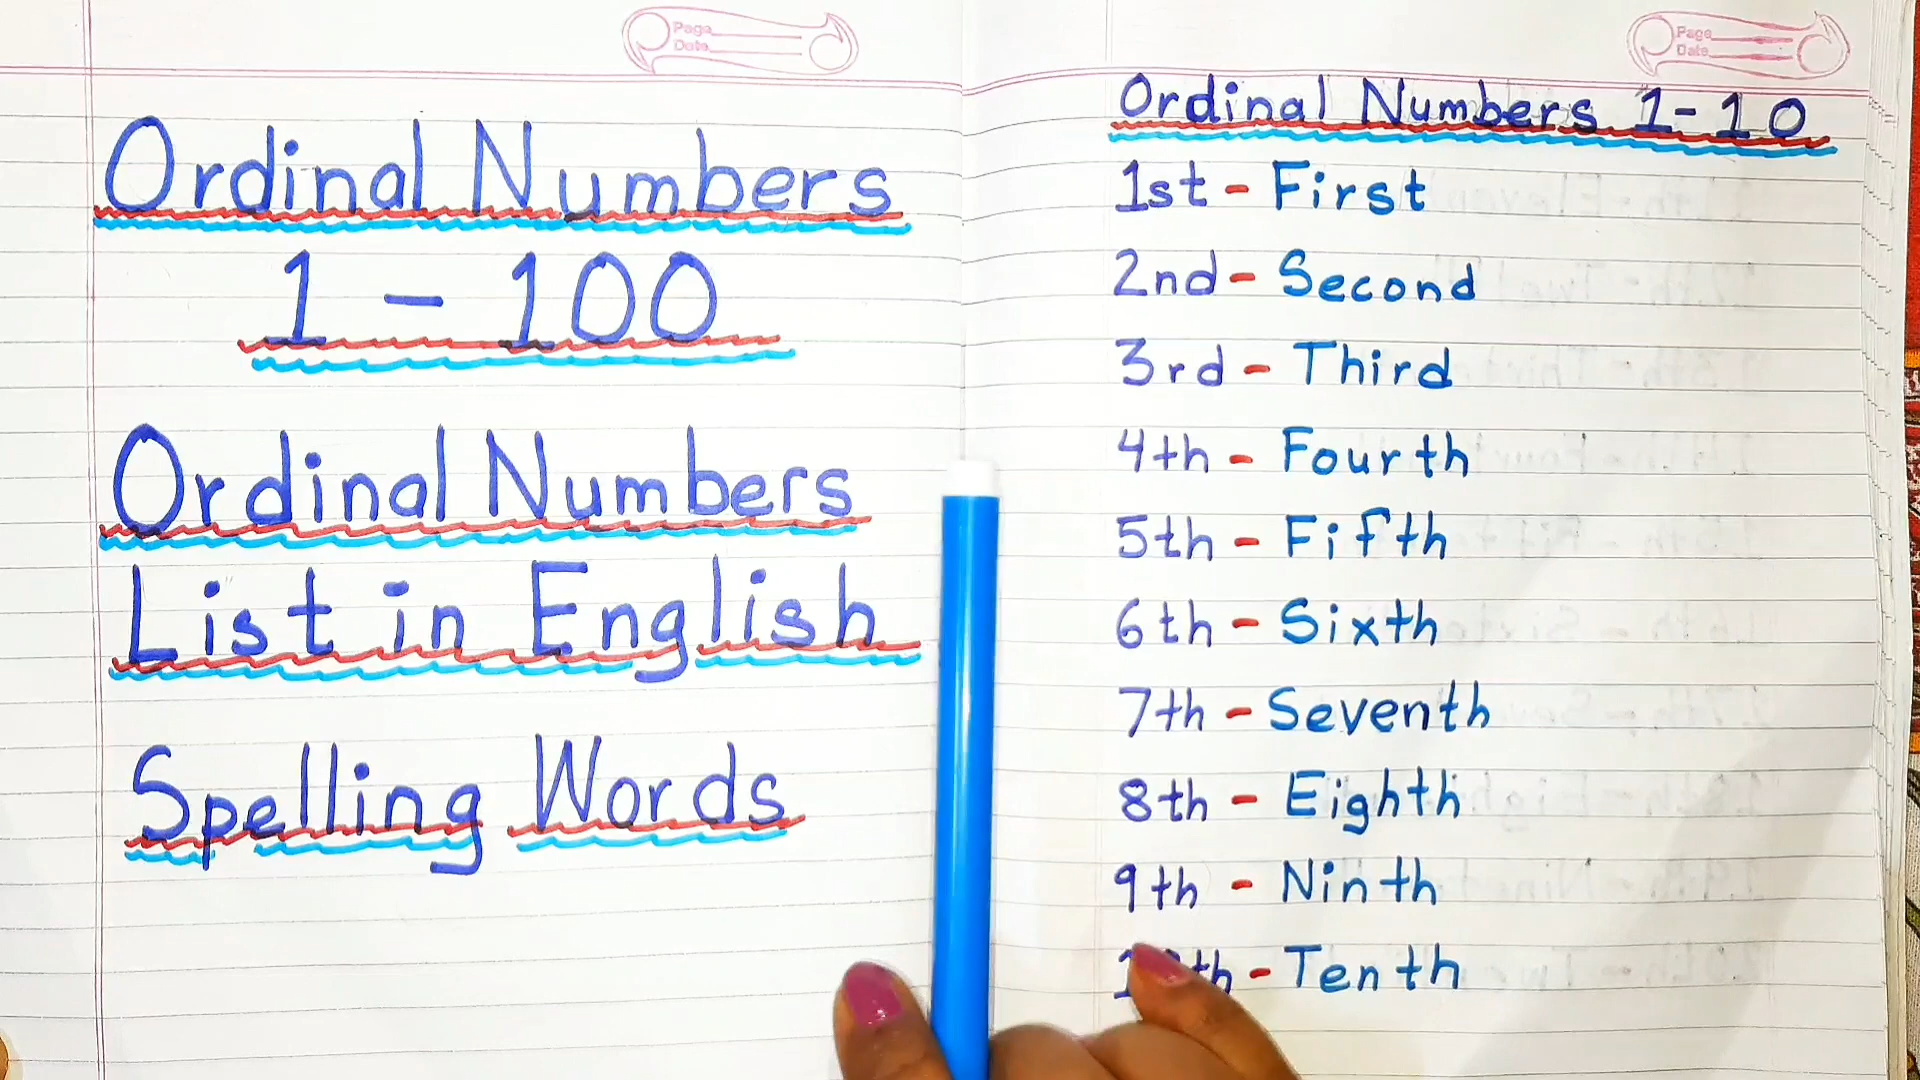 Page
Date
Ordinal Numbers
1 - 100
Ordinal Numbers
List in English
Spelling Words
Page
Date
Ordinal Numbers 1-10
1st - First
2nd - Second
3rd - Third
4th - Fourth
5th - Fifth
6th - Sixth
7th - Seventh
8th - Eighth
9th - Ninth
- Tenth